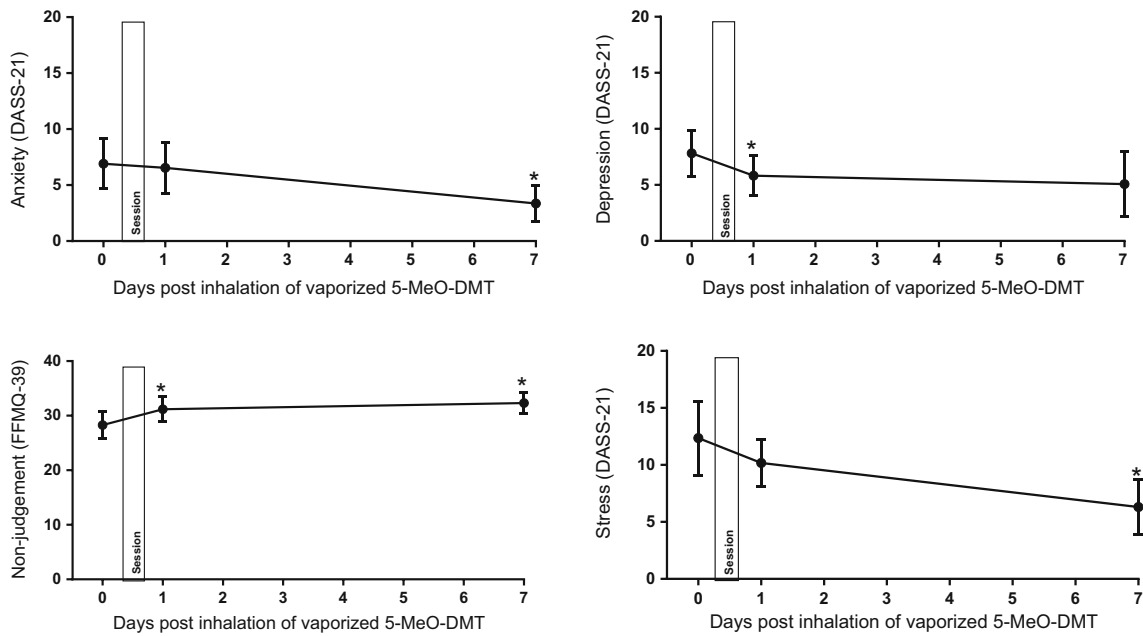 Anxiety (DASS-21)
20
15
10
5
0
*
Session
0 1 2 3 4 5 6 7
Days post inhalation of vaporized 5-MeO-DMT
Depression (DASS-21)
20
15
10
5
0
*
Session
0 1 2 3 4 5 6 7
Days post inhalation of vaporized 5-MeO-DMT
Non-judgement (FFMQ-39)
40
30
20
10
0
* *
Session
0 1 2 3 4 5 6 7
Days post inhalation of vaporized 5-MeO-DMT
Stress (DASS-21)
20
15
10
5
0
*
Session
0 1 2 3 4 5 6 7
Days post inhalation of vaporized 5-MeO-DMT